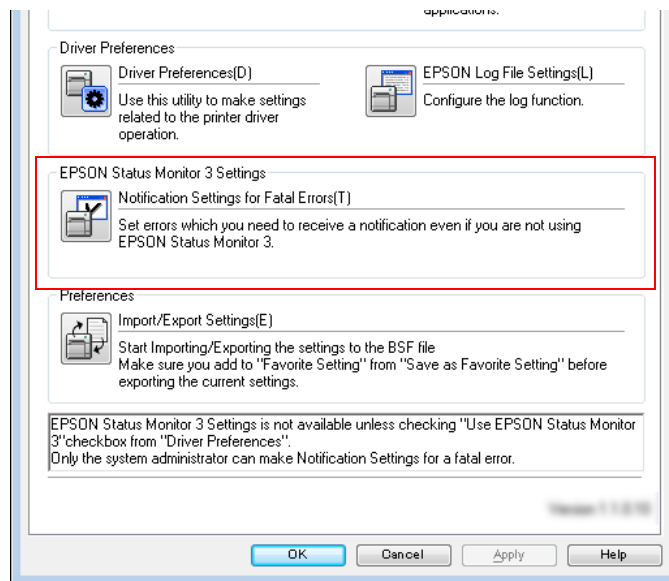 applications.
Driver Preferences
Driver Preferences(D)
Use this utility to make settings
related to the printer driver
operation.
EPSON Log File Settings(L)
Configure the log function.
EPSON Status Monitor 3 Settings
Notification Settings for Fatal Errors(T)
Set errors which you need to receive a notification even if you are not using
EPSON Status Monitor 3.
Preferences
Import/Export Settings(E)
Start Importing/Exporting the settings to the BSF file
Make sure you add to "Favorite Setting" from "Save as Favorite Setting" before
exporting the current settings.
EPSON Status Monitor 3 Settings is not available unless checking "Use EPSON Status Monitor
3"checkbox from "Driver Preferences".
Only the system administrator can make Notification Settings for a fatal error.
OK Cancel Apply Help